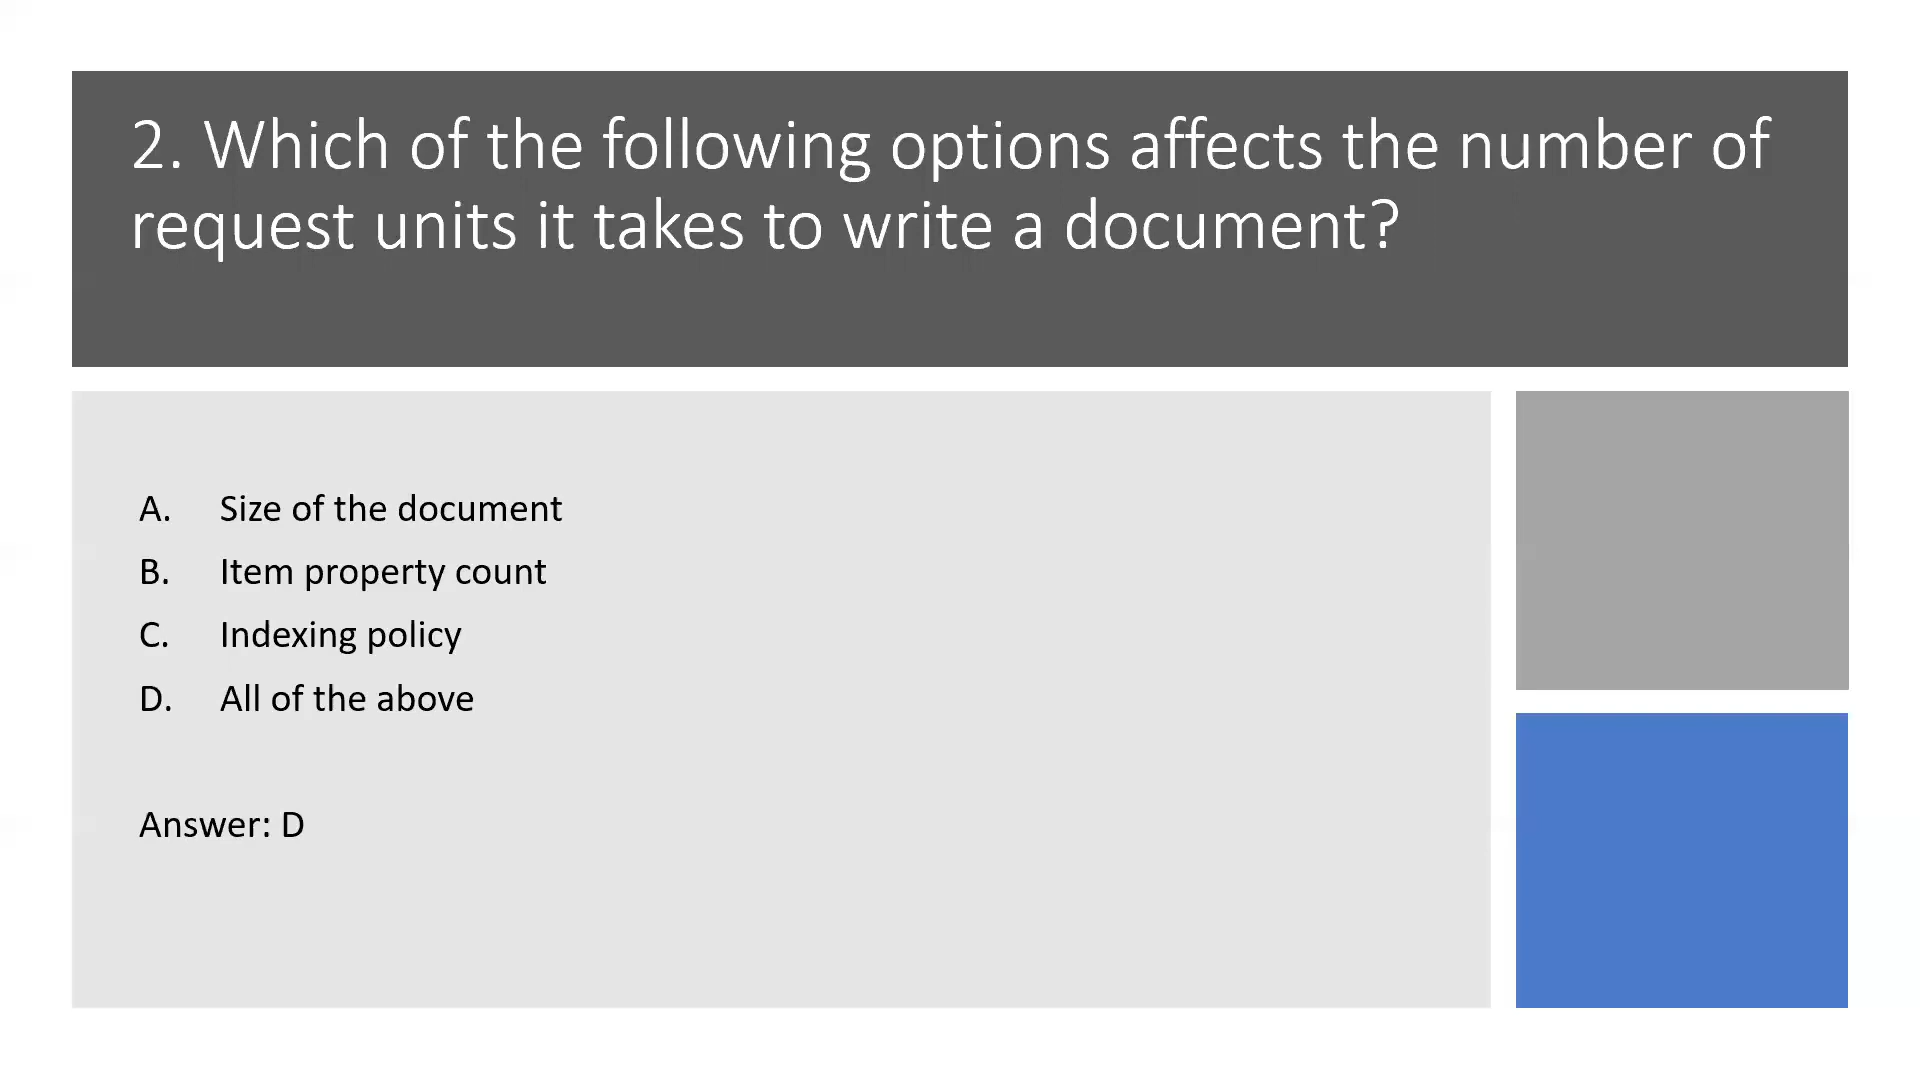 2. Which of the following options affects the number of
request units it takes to write a document?
A. Size of the document
B. Item property count
C. Indexing policy
D. All of the above
Answer: D